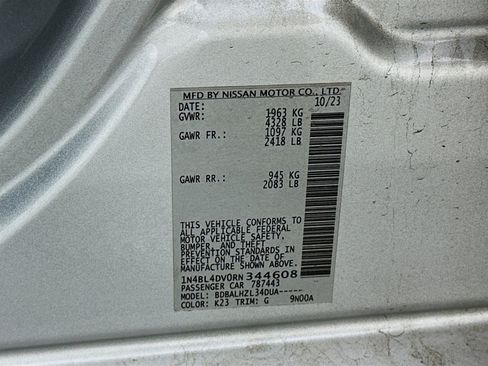 MFD BY NISSAN MOTOR CO., LTD.
DATE: 10/23
GVWR: 1963 KG
4328 LB
GAWR FR.: 1097 KG
2418 LB
GAWR RR.: 945 KG
2083 LB
THIS VEHICLE CONFORMS TO
ALL APPLICABLE FEDERAL
MOTOR VEHICLE SAFETY,
BUMPER, AND THEFT
PREVENTION STANDARDS IN
EFFECT ON THE DATE OF
MANUFACTURE SHOWN ABOVE.
1N4BL4DV0RN344608
PASSENGER CAR 787443
MODEL: BDBALHZL34DUA-----
COLOR: K23 TRIM: G 9N00A